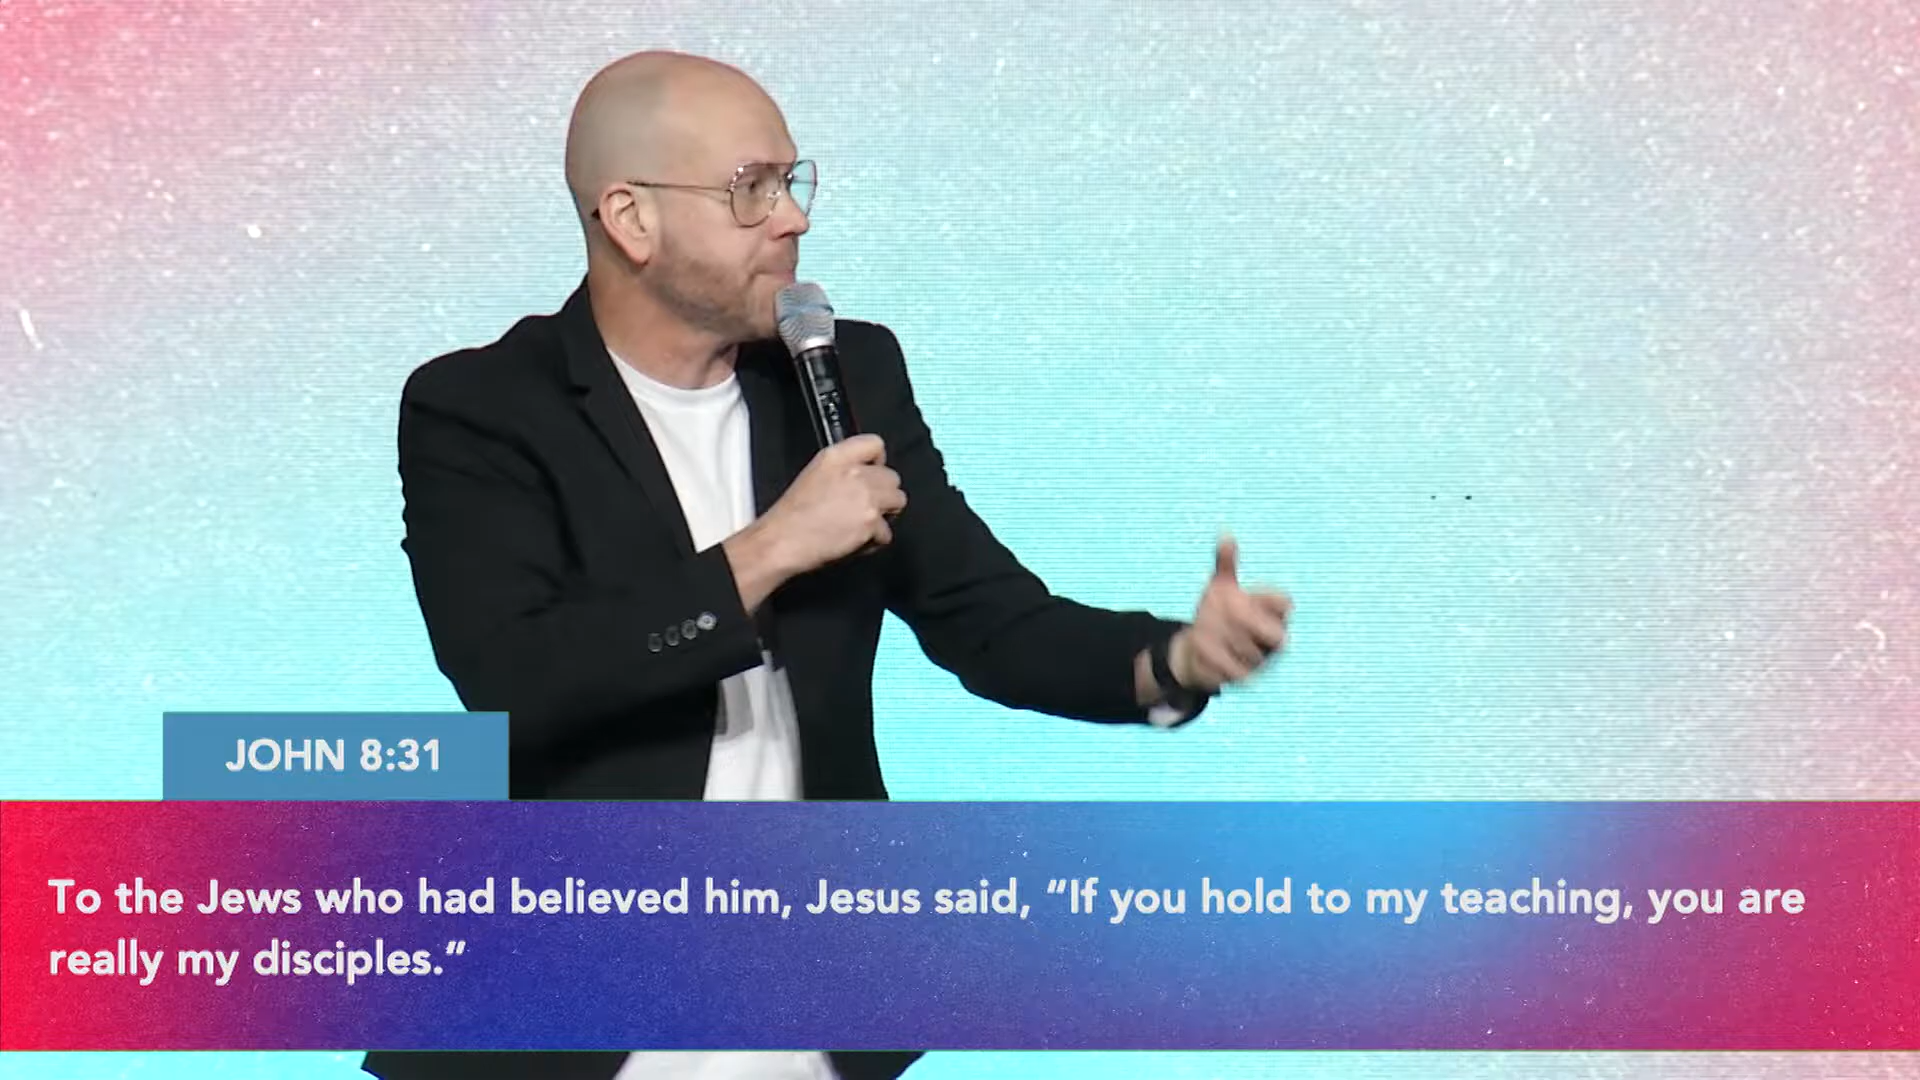 JOHN 8:31
To the Jews who had believed him, Jesus said, “If you hold to my teaching, you are
really my disciples.”